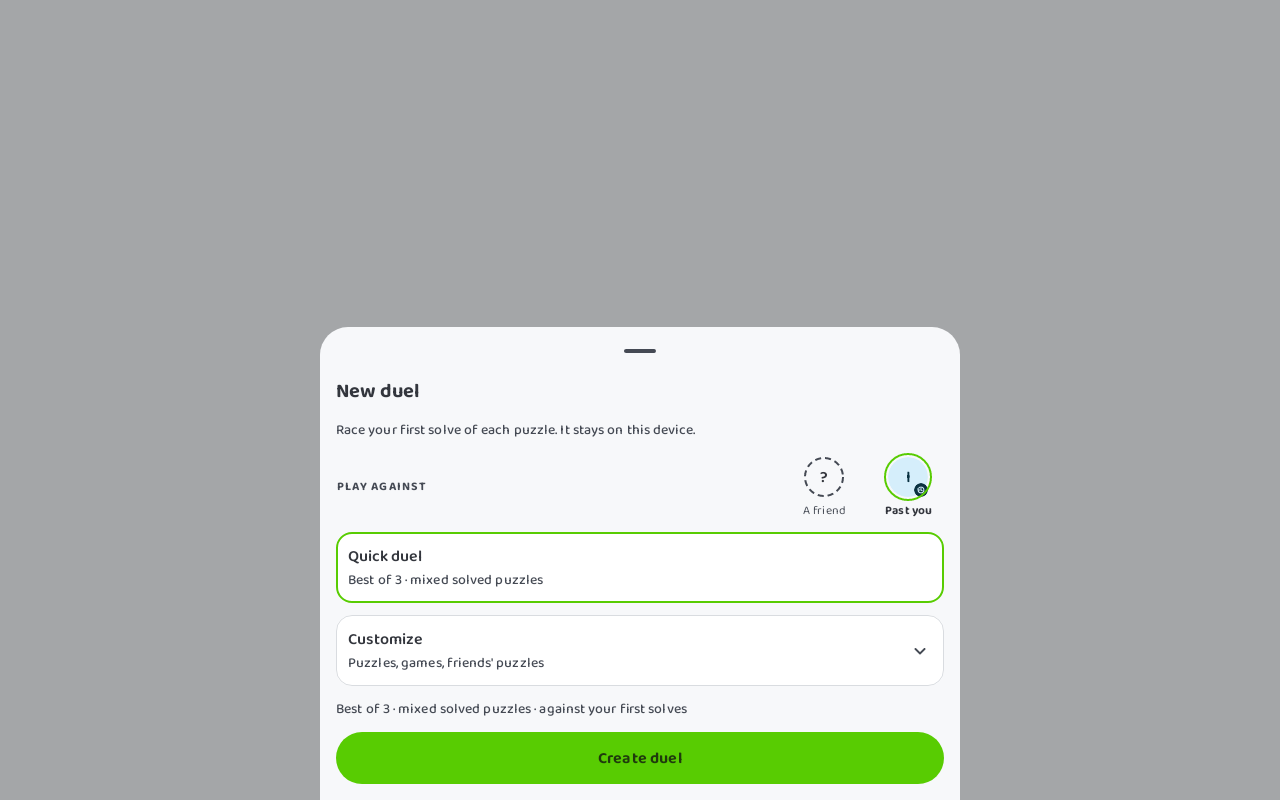 New duel
Race your first solve of each puzzle. It stays on this device.
PLAY AGAINST
?
A friend
I
Past you
Quick duel
Best of 3 · mixed solved puzzles
Customize
Puzzles, games, friends' puzzles
Best of 3 · mixed solved puzzles · against your first solves
Create duel